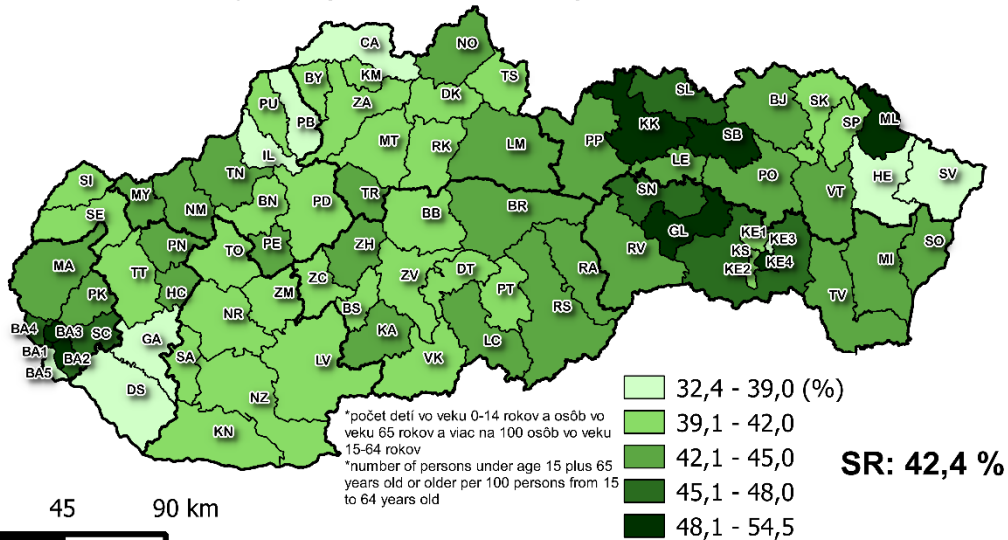 CA
NO
BY
KM
TS
PU
PB
ZA
DK
SL
BJ
SK
SP
ML
KK
SB
IL
MT
RK
LM
PP
LE
PO
VT
HE
SV
SI
MY
TN
SE
NM
BN
PD
TR
BB
BR
SN
GL
KE1
KE3
KS
KE2
KE4
SO
MA
PN
TO
PE
ZH
RV
MI
TT
HC
PK
ZC
ZV
DT
RA
TV
NR
ZM
BS
PT
RS
BA4
BA3
SC
GA
KA
LC
BA1
BA2
BA5
SA
LV
VK
DS
NZ
KN
*počet detí vo veku 0-14 rokov a osôb vo
veku 65 rokov a viac na 100 osôb vo veku
15-64 rokov
*number of persons under age 15 plus 65
years old or older per 100 persons from 15
to 64 years old
32,4 - 39,0 (%)
39,1 - 42,0
42,1 - 45,0
45,1 - 48,0
48,1 - 54,5
SR: 42,4 %
45 90 km